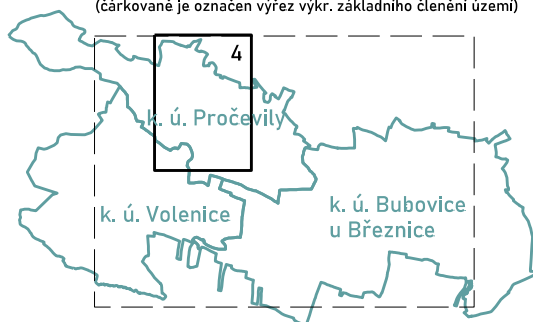 (čárkovaně je označen výřez výkr. základního členění území)
4
k. ú. Pročevily
k. ú. Volenice
k. ú. Bubovice
u Březnice